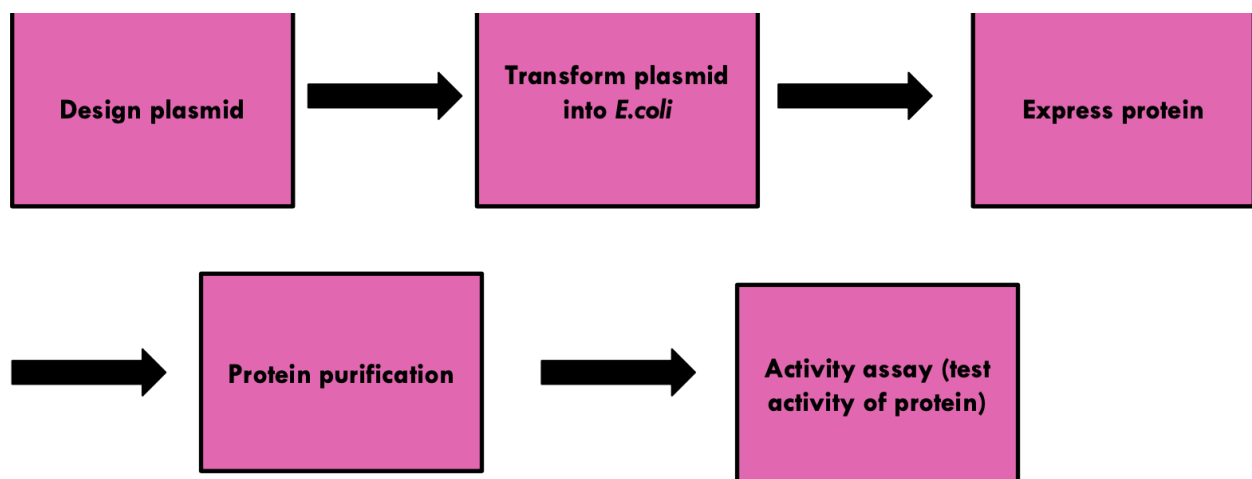 Design plasmid
Transform plasmid
into E.coli
Express protein
Protein purification
Activity assay (test
activity of protein)